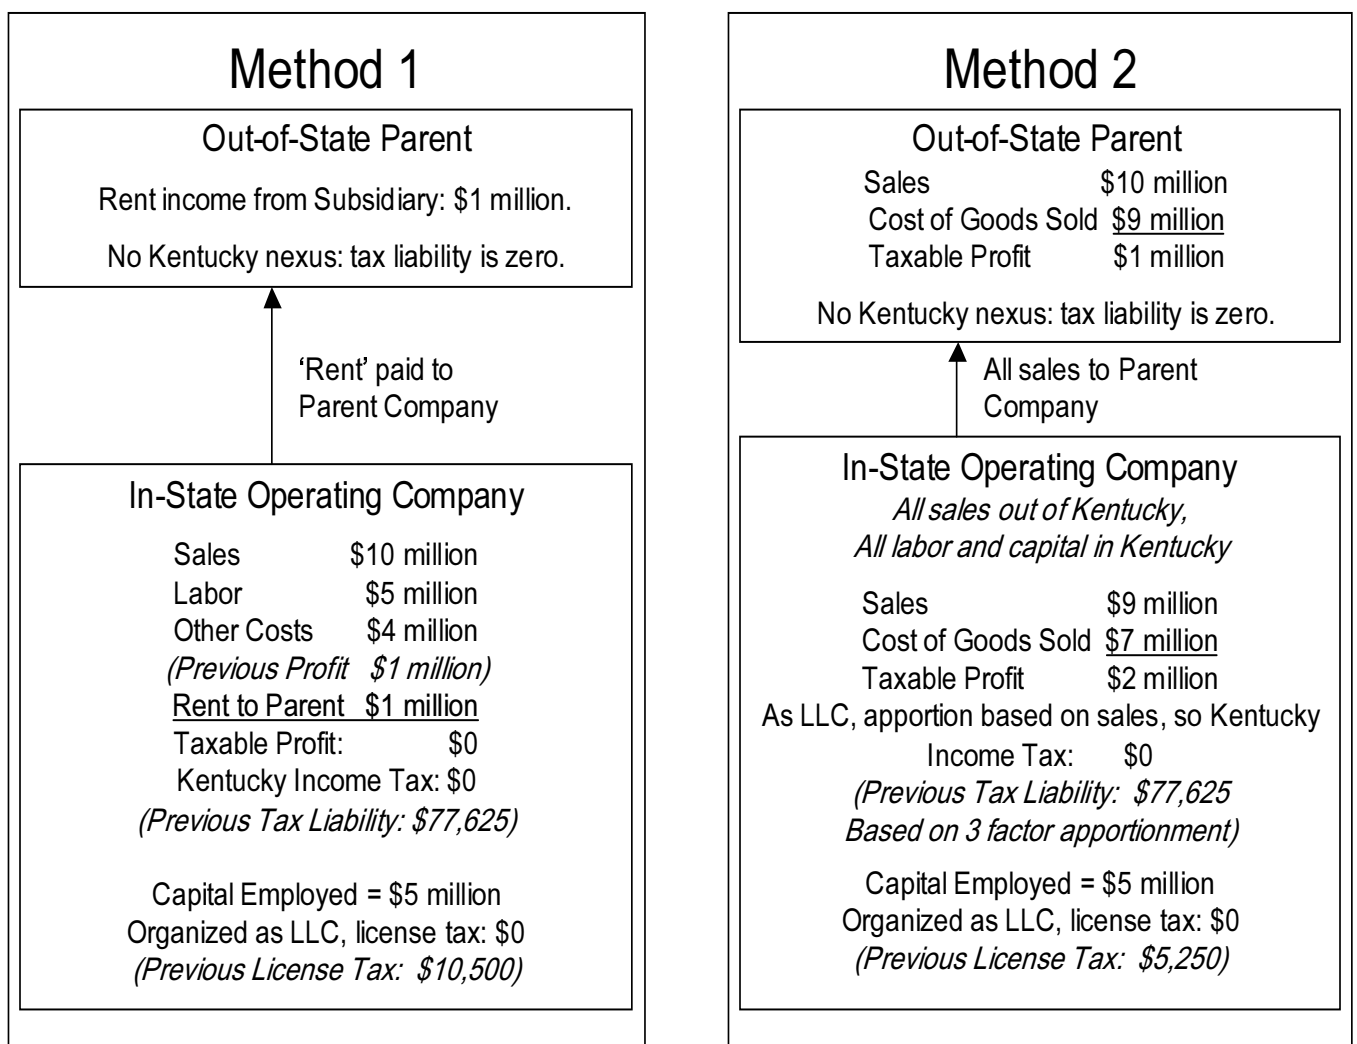 Method 1
Out-of-State Parent
Rent income from Subsidiary: $1 million.
No Kentucky nexus: tax liability is zero.
‘Rent’ paid to
Parent Company
In-State Operating Company
Sales $10 million
Labor $5 million
Other Costs $4 million
(Previous Profit $1 million)
Rent to Parent $1 million
Taxable Profit: $0
Kentucky Income Tax: $0
(Previous Tax Liability: $77,625)
Capital Employed = $5 million
Organized as LLC, license tax: $0
(Previous License Tax: $10,500)
Method 2
Out-of-State Parent
Sales $10 million
Cost of Goods Sold $9 million
Taxable Profit $1 million
No Kentucky nexus: tax liability is zero.
All sales to Parent
Company
In-State Operating Company
All sales out of Kentucky,
All labor and capital in Kentucky
Sales $9 million
Cost of Goods Sold $7 million
Taxable Profit $2 million
As LLC, apportion based on sales, so Kentucky
Income Tax: $0
(Previous Tax Liability: $77,625
Based on 3 factor apportionment)
Capital Employed = $5 million
Organized as LLC, license tax: $0
(Previous License Tax: $5,250)